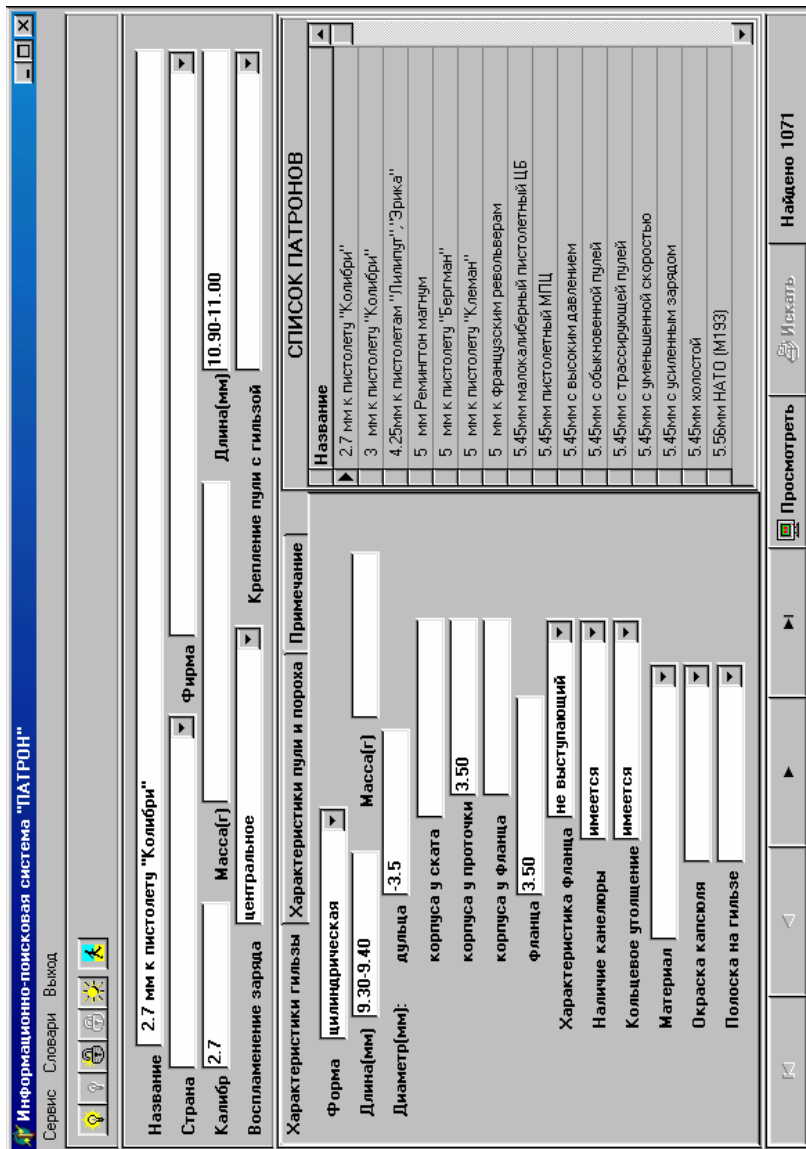 Информационно-поисковая система "ПАТРОН"
Сервис Словари Выход
Название 2.7 мм к пистолету "Колибри"
Страна Фирма
Калибр 2.7 Масса(г) Длина(мм) 10.90-11.00
Воспламенение заряда центральное Крепление пули с гильзой
Характеристики гильзы Характеристики пули и пороха Примечание
Форма цилиндрическая
Длина(мм) 9.30-9.40 Масса(г)
Диаметр(мм): дульца -3.5
корпуса у ската
корпуса у проточки 3.50
корпуса у фланца
фланца 3.50
Характеристика фланца не выступающий
Наличие канелюры имеется
Кольцевое утолщение имеется
Материал
Окраска капсюля
Полоска на гильзе
СПИСОК ПАТРОНОВ
Название
2.7 мм к пистолету "Колибри"
3 мм к пистолету "Колибри"
4.25мм к пистолетам "Лилипут","Эрика"
5 мм Ремингтон магнум
5 мм к пистолету "Бергман"
5 мм к пистолету "Клеман"
5 мм к французским револьверам
5.45мм малокалиберный пистолетный ЦБ
5.45мм пистолетный МПЦ
5.45мм с высоким давлением
5.45мм с обыкновенной пулей
5.45мм с трассирующей пулей
5.45мм с уменьшенной скоростью
5.45мм с усиленным зарядом
5.45мм холостой
5.56мм НАТО (М193)
Просмотреть Искать Найдено 1071